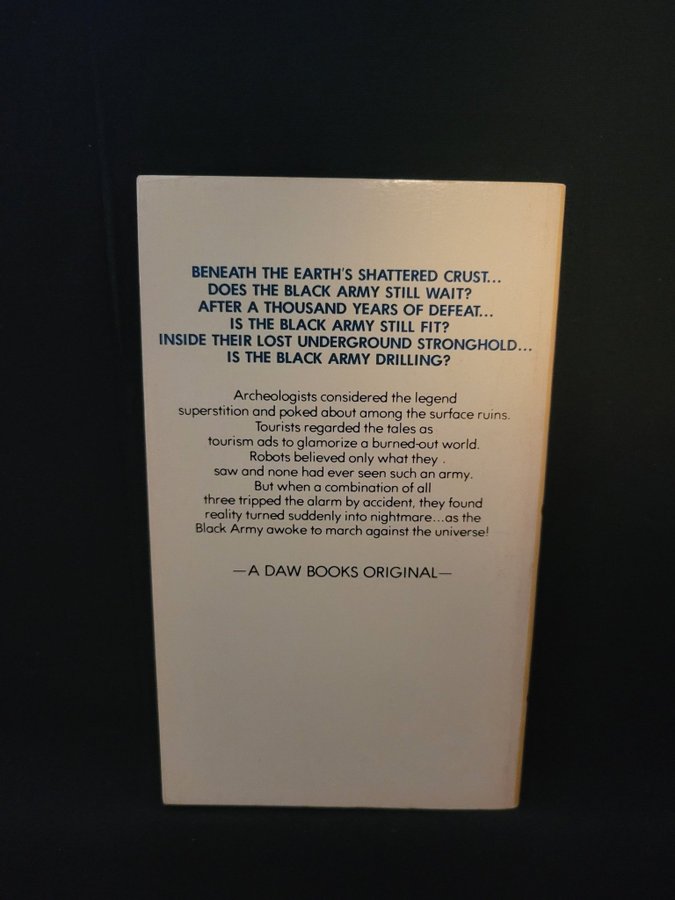 BENEATH THE EARTH'S SHATTERED CRUST...
DOES THE BLACK ARMY STILL WAIT?
AFTER A THOUSAND YEARS OF DEFEAT...
IS THE BLACK ARMY STILL FIT?
INSIDE THEIR LOST UNDERGROUND STRONGHOLD...
IS THE BLACK ARMY DRILLING?
Archeologists considered the legend
superstition and poked about among the surface ruins.
Tourists regarded the tales as
tourism ads to glamorize a burned-out world.
Robots believed only what they .
saw and none had ever seen such an army.
But when a combination of all
three tripped the alarm by accident, they found
reality turned suddenly into nightmare...as the
Black Army awoke to march against the universe!
—A DAW BOOKS ORIGINAL—